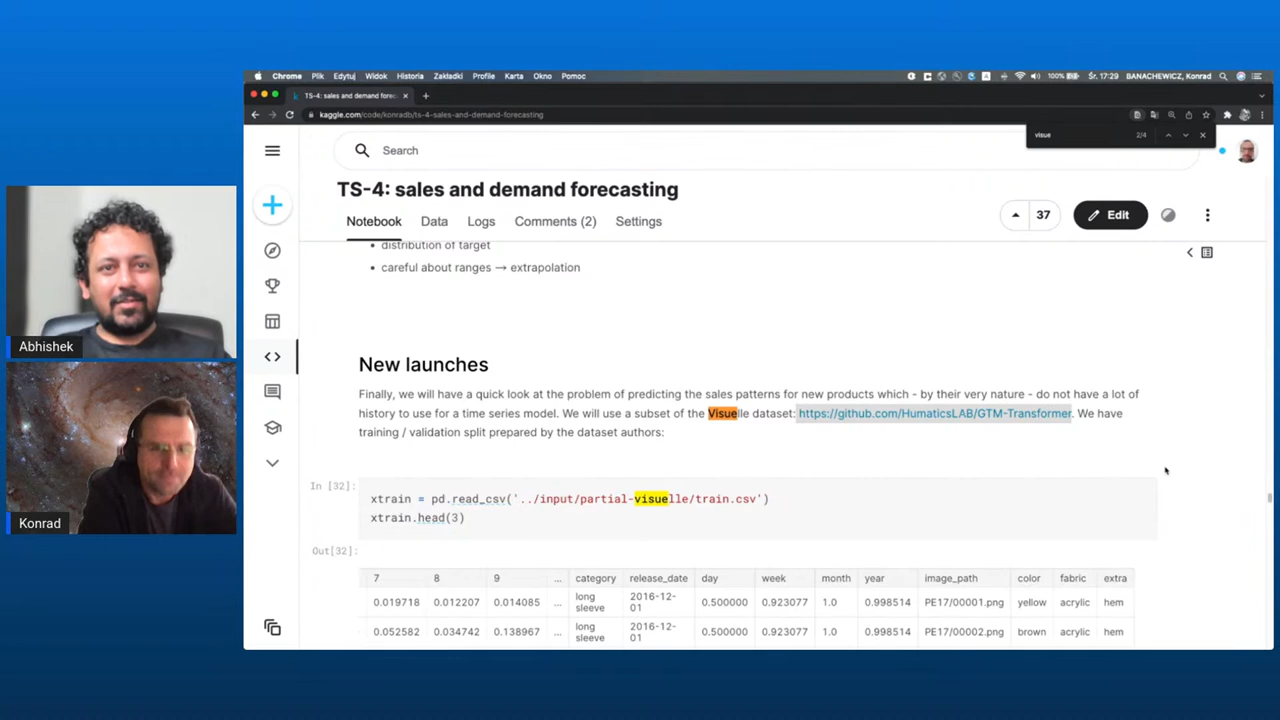 Chrome Plik Edytuj Widok Historia Zakładki Profile Karta Okno Pomoc 100% Śr. 17:29 BANACHEWICZ, Konrad
TS-4: sales and demand forec
kaggle.com/code/konradb/ts-4-sales-and-demand-forecasting
visue 2/4
Search
TS-4: sales and demand forecasting
Notebook Data Logs Comments (2) Settings
37 Edit
• distribution of target
• careful about ranges → extrapolation
New launches
Finally, we will have a quick look at the problem of predicting the sales patterns for new products which - by their very nature - do not have a lot of
history to use for a time series model. We will use a subset of the Visuelle dataset: https://github.com/HumaticsLAB/GTM-Transformer. We have
training / validation split prepared by the dataset authors:
In [32]:
xtrain = pd.read_csv('../input/partial-visuelle/train.csv')
xtrain.head(3)
Out[32]:
7 8 9 ... category release_date day week month year image_path color fabric extra
0.019718 0.012207 0.014085 ... long sleeve 2016-12-01 0.500000 0.923077 1.0 0.998514 PE17/00001.png yellow acrylic hem
0.052582 0.034742 0.138967 ... long sleeve 2016-12-01 0.500000 0.923077 1.0 0.998514 PE17/00002.png brown acrylic hem
Abhishek
Konrad